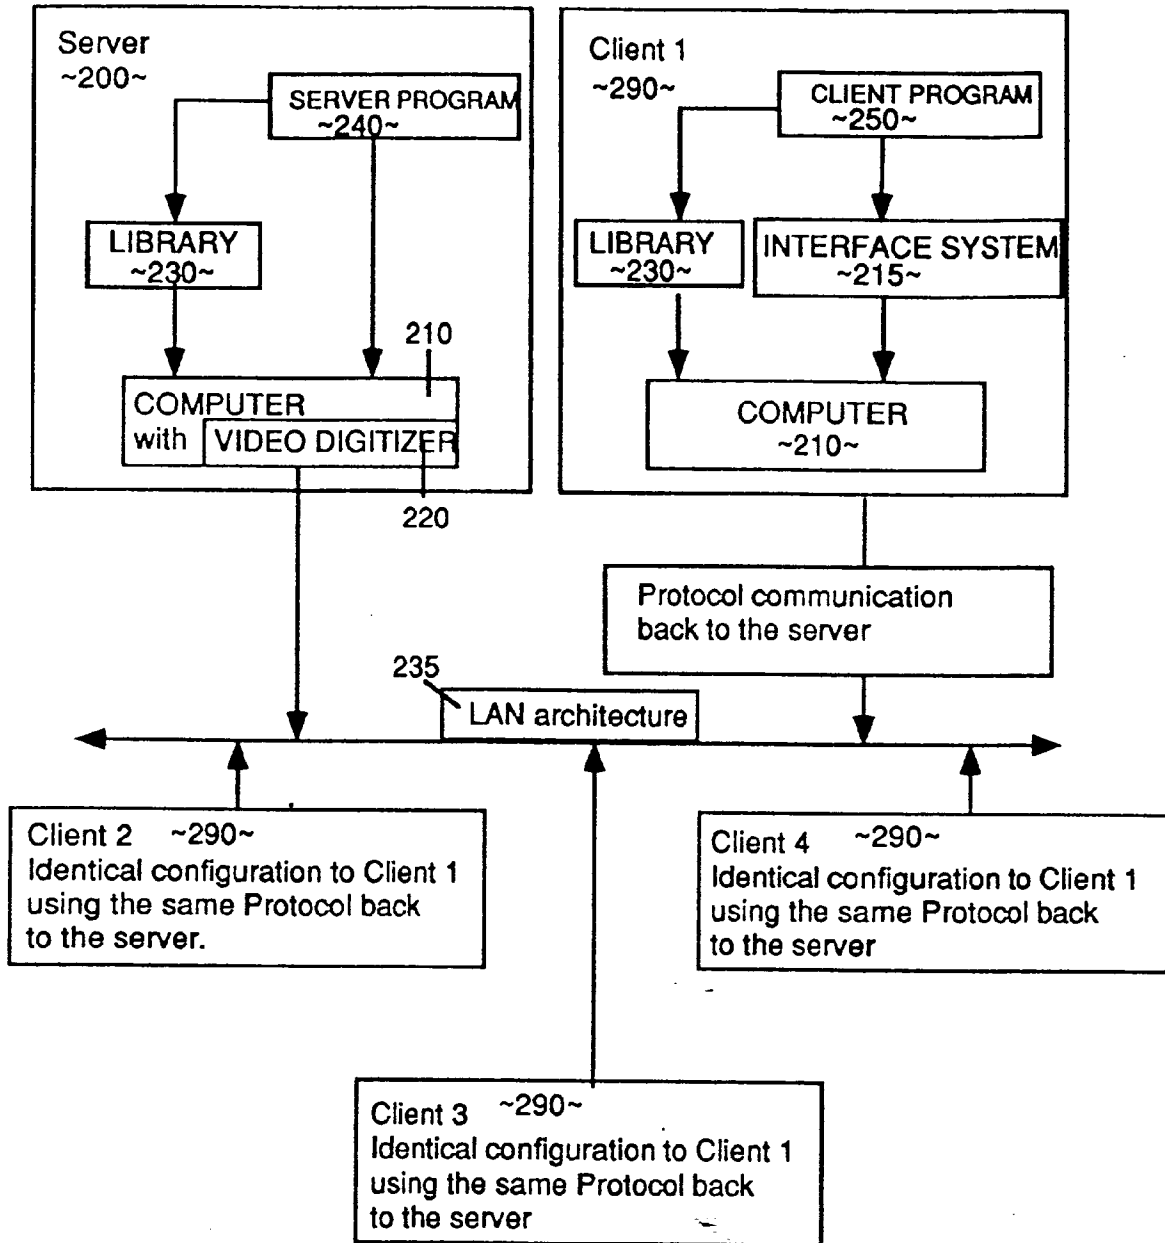 Server
~200~
SERVER PROGRAM
~240~
LIBRARY
~230~
210
COMPUTER
with VIDEO DIGITIZER
220
Client 1
~290~
CLIENT PROGRAM
~250~
LIBRARY
~230~
INTERFACE SYSTEM
~215~
COMPUTER
~210~
Protocol communication
back to the server
235
LAN architecture
Client 2 ~290~
Identical configuration to Client 1
using the same Protocol back
to the server.
Client 4 ~290~
Identical configuration to Client 1
using the same Protocol back
to the server
Client 3 ~290~
Identical configuration to Client 1
using the same Protocol back
to the server